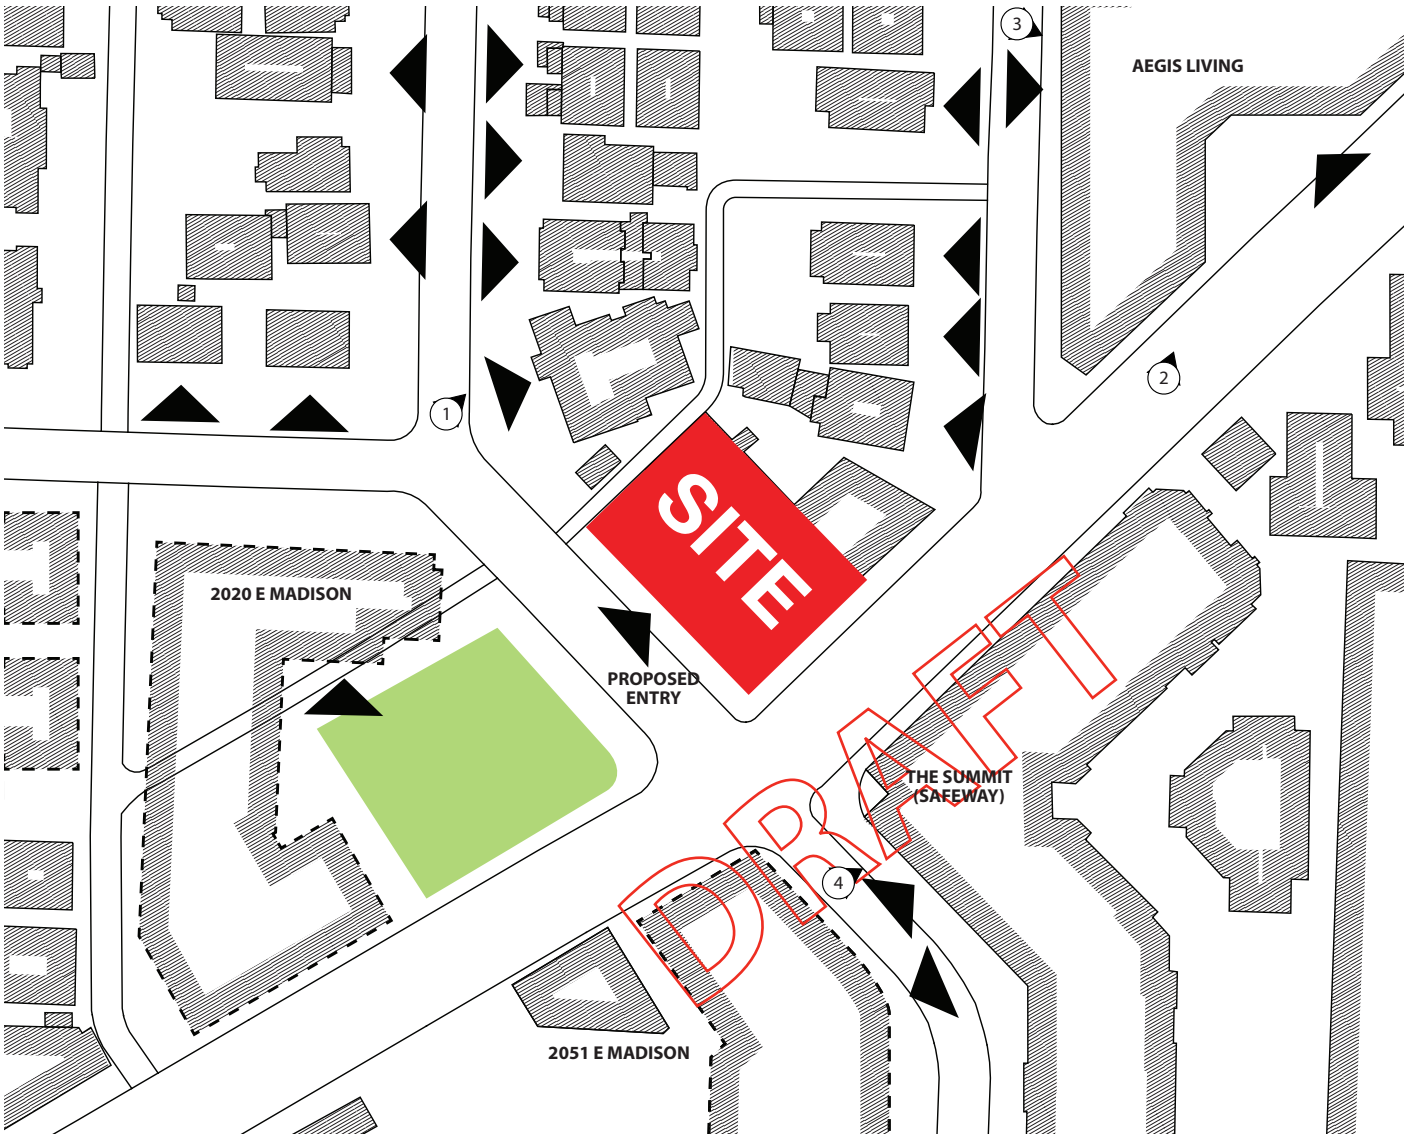 3
AEGIS LIVING
2
1
SITE
2020 E MADISON
PROPOSED
ENTRY
DRAFT
THE SUMMIT
(SAFEWAY)
4
2051 E MADISON